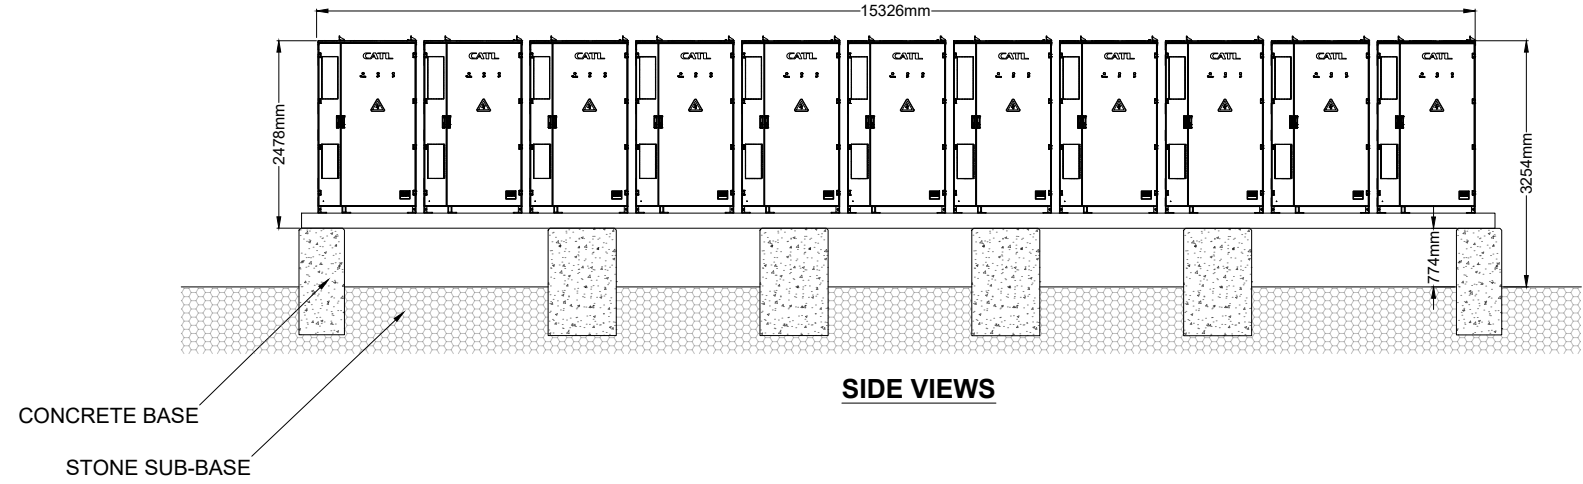 15326mm
CATL CATL CATL CATL CATL CATL CATL CATL CATL CATL CATL
2478mm
3254mm
774mm
SIDE VIEWS
CONCRETE BASE
STONE SUB-BASE